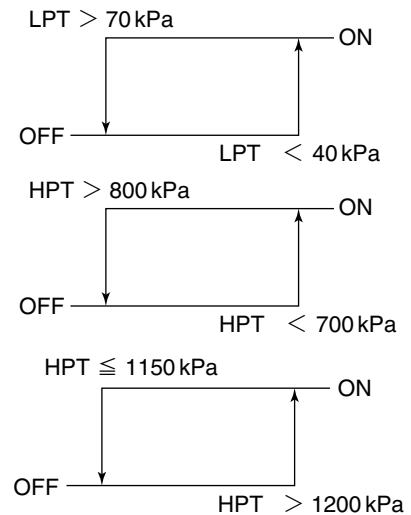 LPT > 70 kPa
ON
OFF
LPT < 40 kPa
HPT > 800 kPa
ON
OFF
HPT < 700 kPa
HPT ≦ 1150 kPa
ON
OFF
HPT > 1200 kPa